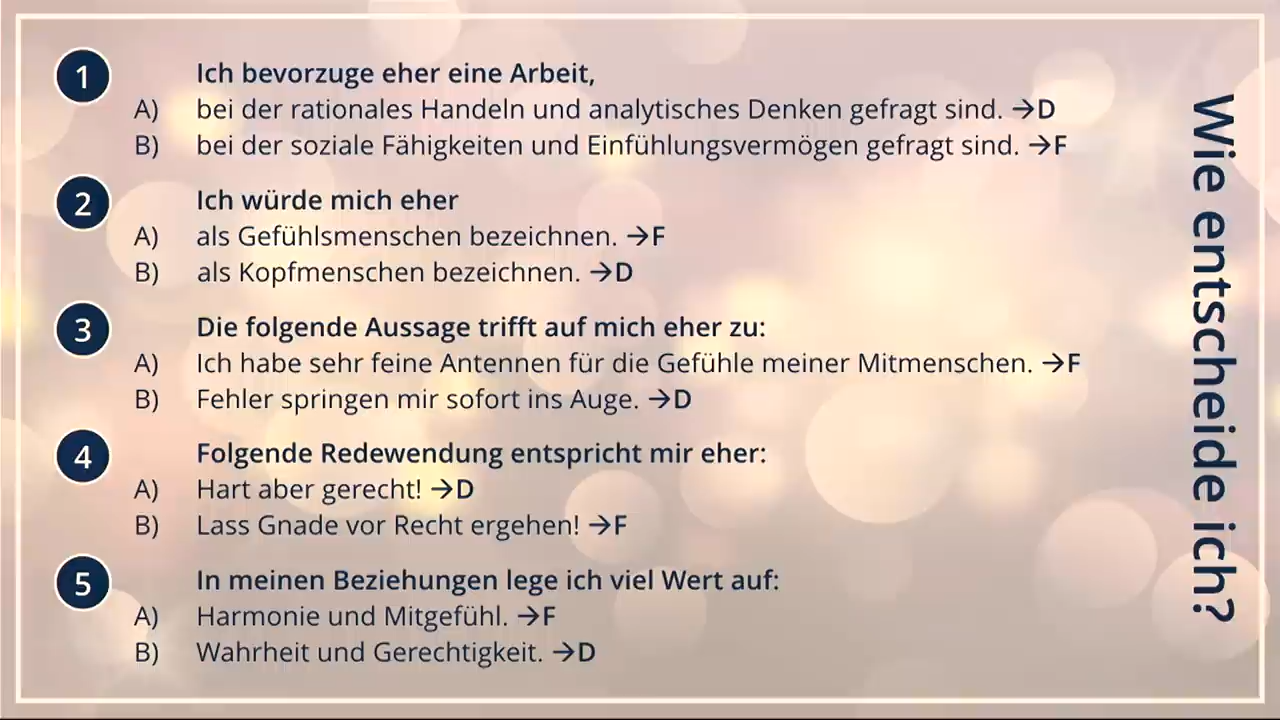 1 Ich bevorzuge eher eine Arbeit,
A) bei der rationales Handeln und analytisches Denken gefragt sind. →D
B) bei der soziale Fähigkeiten und Einfühlungsvermögen gefragt sind. →F
2 Ich würde mich eher
A) als Gefühlsmenschen bezeichnen. →F
B) als Kopfmenschen bezeichnen. →D
3 Die folgende Aussage trifft auf mich eher zu:
A) Ich habe sehr feine Antennen für die Gefühle meiner Mitmenschen. →F
B) Fehler springen mir sofort ins Auge. →D
4 Folgende Redewendung entspricht mir eher:
A) Hart aber gerecht! →D
B) Lass Gnade vor Recht ergehen! →F
5 In meinen Beziehungen lege ich viel Wert auf:
A) Harmonie und Mitgefühl. →F
B) Wahrheit und Gerechtigkeit. →D
Wie entscheide ich?